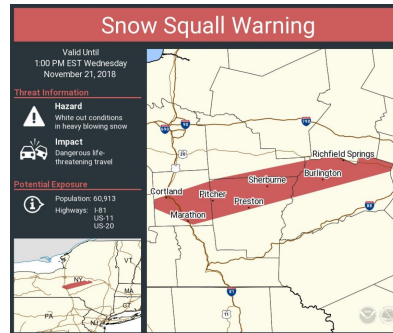 Snow Squall Warning
Valid Until
1:00 PM EST Wednesday
November 21, 2018
Threat Information
Hazard
White out conditions
in heavy blowing snow
Impact
Dangerous life-
threatening travel
Potential Exposure
Population: 60,913
Highways: I-81
US-11
US-20
NY
VT
MA
CT
PA
NJ
Richfield Springs
Sherburne
Burlington
Cortland
Pitcher
Preston
Marathon
81
11